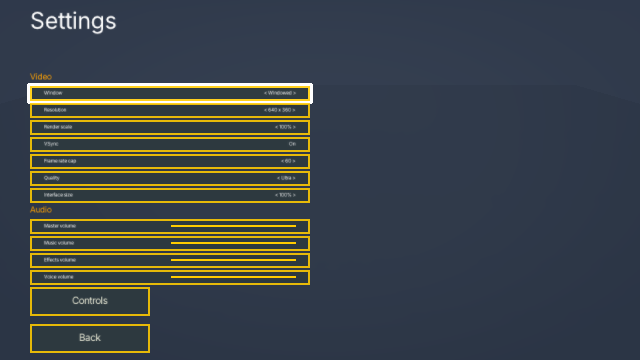 Settings
Video
Window < Windowed >
Resolution < 640 x 360 >
Render scale < 100% >
VSync On
Frame rate cap < 60 >
Quality < Ultra >
Interface size < 100% >
Audio
Master volume
Music volume
Effects volume
Voice volume
Controls
Back